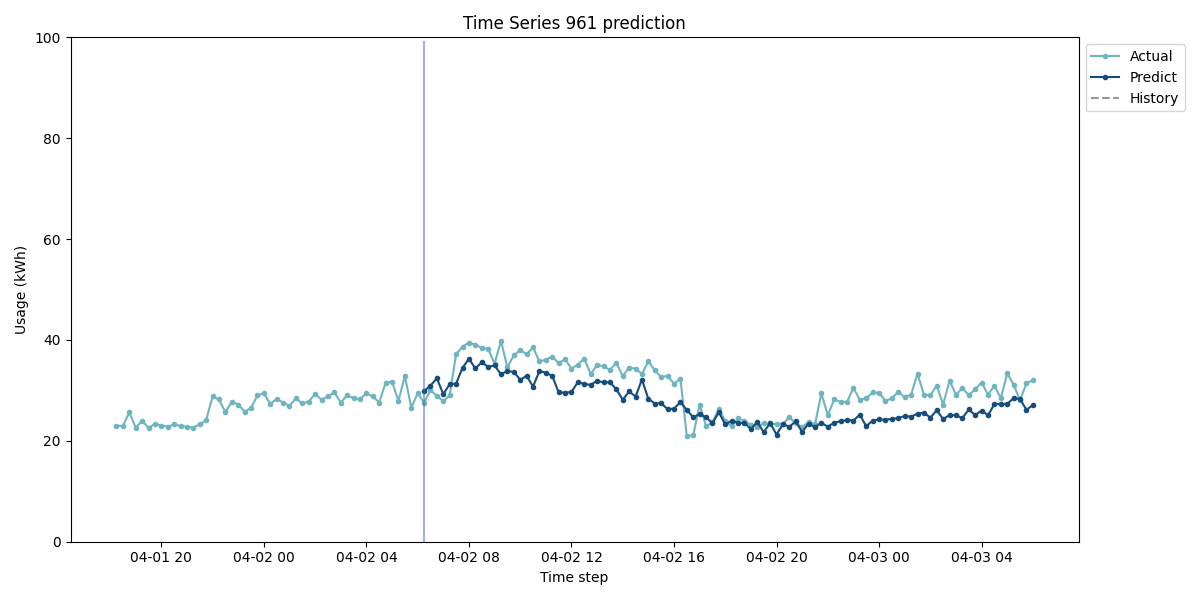 Time Series 961 prediction
100
80
60
40
20
0
Usage (kWh)
04-01 20
04-02 00
04-02 04
04-02 08
04-02 12
04-02 16
04-02 20
04-03 00
04-03 04
Time step
Actual
Predict
History